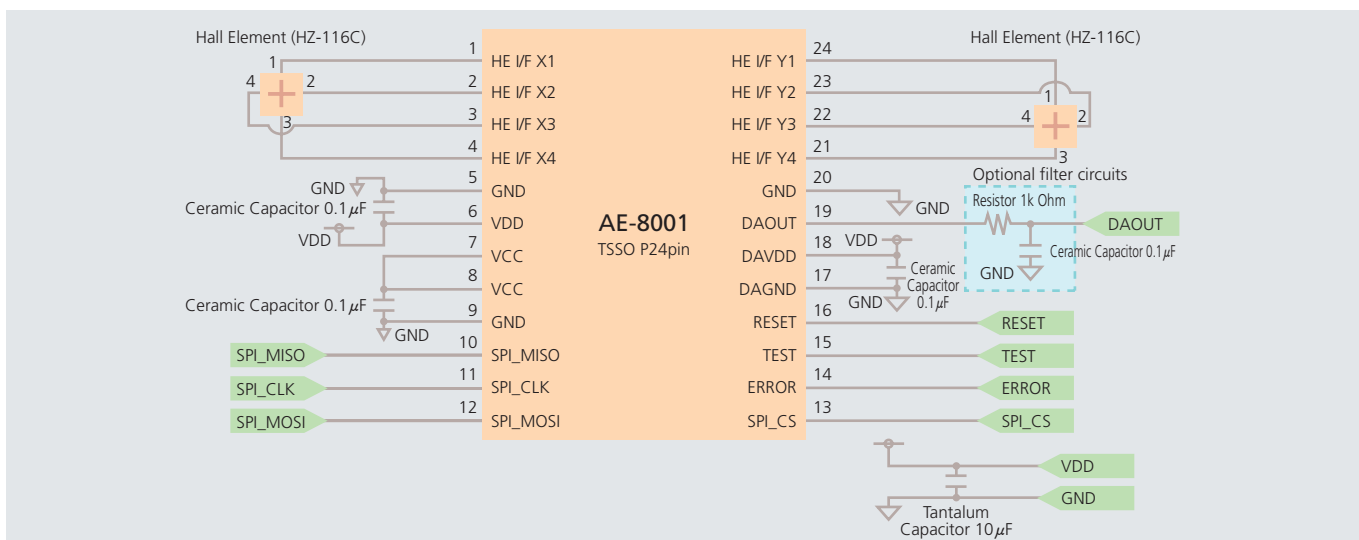 Hall Element (HZ-116C)
1
4
2
3
1
2
3
4
5
6
7
8
9
10
11
12
HE I/F X1
HE I/F X2
HE I/F X3
HE I/F X4
GND
VDD
VCC
VCC
GND
SPI_MISO
SPI_CLK
SPI_MOSI
GND
Ceramic Capacitor 0.1μF
VDD
Ceramic Capacitor 0.1μF
GND
SPI_MISO
SPI_CLK
SPI_MOSI
AE-8001
TSSO P24pin
HE I/F Y1
HE I/F Y2
HE I/F Y3
HE I/F Y4
GND
DAOUT
DAVDD
DAGND
RESET
TEST
ERROR
SPI_CS
24
23
22
21
20
19
18
17
16
15
14
13
Hall Element (HZ-116C)
1
4
2
3
GND
Optional filter circuits
Resistor 1k Ohm
Ceramic Capacitor 0.1μF
GND
DAOUT
VDD
Ceramic
Capacitor
0.1μF
GND
RESET
TEST
ERROR
SPI_CS
VDD
GND
Tantalum
Capacitor 10μF